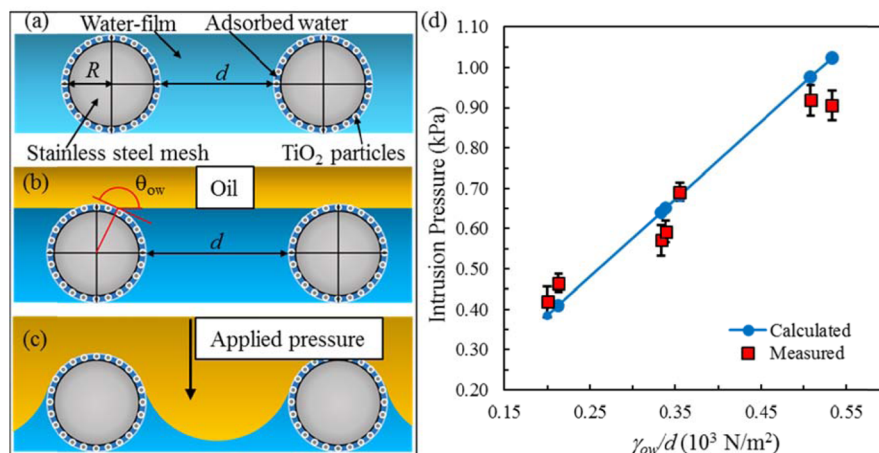 (a)
Water-film
Adsorbed water
R
d
Stainless steel mesh
TiO2 particles
(b)
θow
Oil
d
(c)
Applied pressure
(d)
Intrusion Pressure (kPa)
1.10
1.00
0.90
0.80
0.70
0.60
0.50
0.40
0.30
0.20
Calculated
Measured
0.15
0.25
0.35
0.45
0.55
γow/d (10³ N/m²)